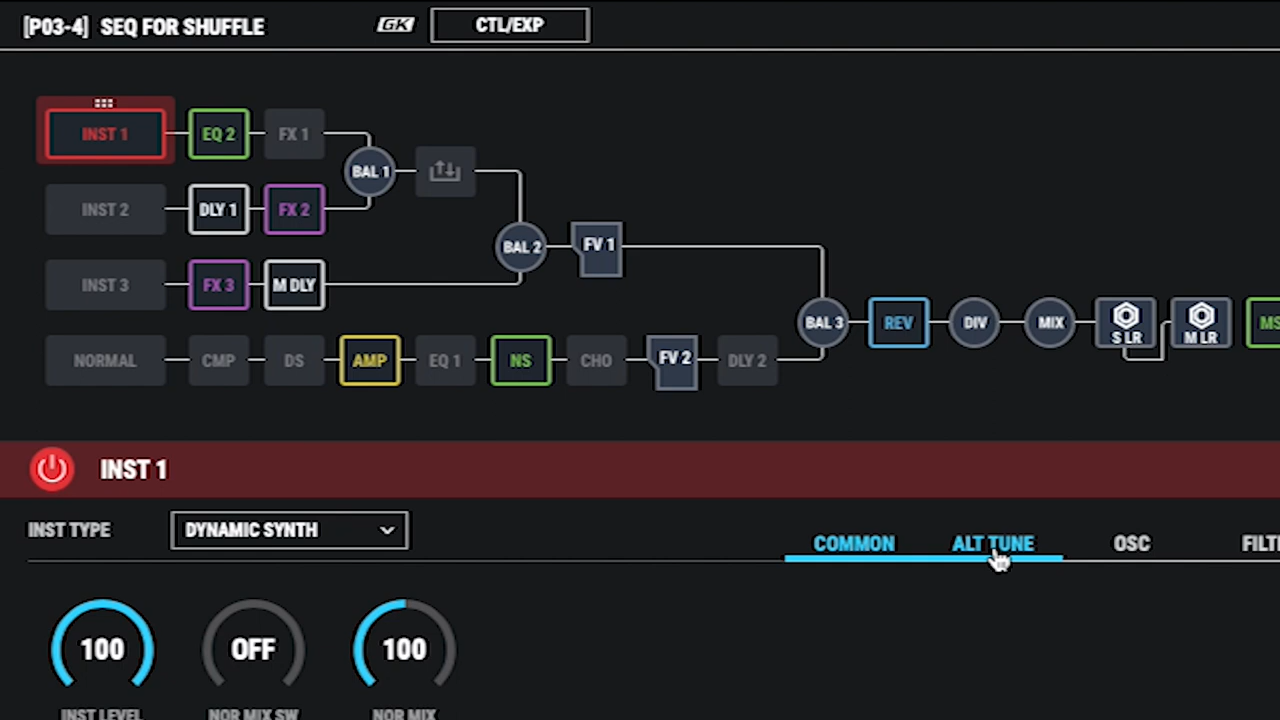 [P03-4] SEQ FOR SHUFFLE GK CTL/EXP
INST 1 EQ 2 FX 1
BAL 1
INST 2 DLY 1 FX 2
BAL 2 FV 1
INST 3 FX 3 M DLY
BAL 3 REV DIV MIX S LR M LR MS
NORMAL CMP DS AMP EQ 1 NS CHO FV 2 DLY 2
INST 1
INST TYPE DYNAMIC SYNTH COMMON ALT TUNE OSC FILT
100 OFF 100
INST LEVEL NOR MIX SW NOR MIX